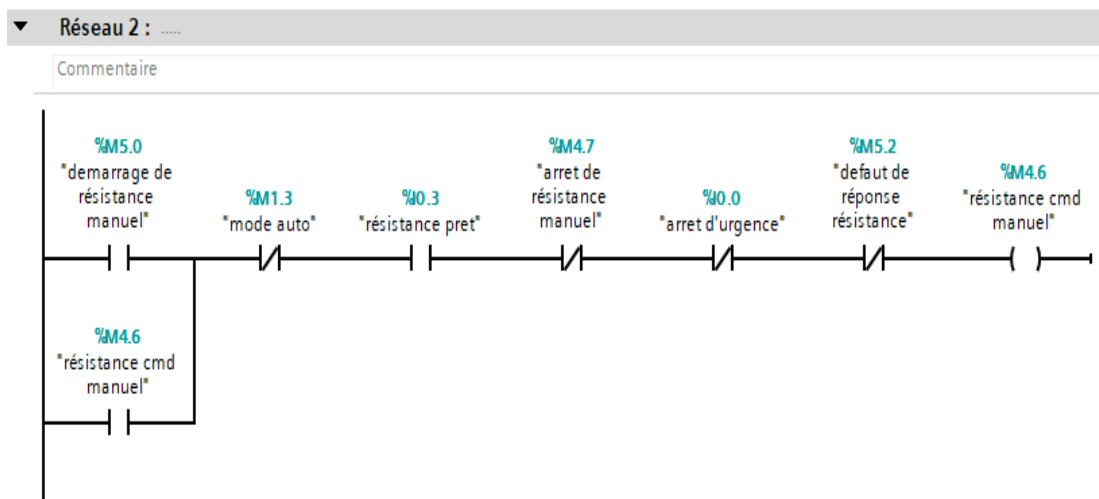 Réseau 2 : .....
Commentaire
%M5.0
"demarrage de
résistance
manuel"
%M1.3
"mode auto"
%I0.3
"résistance pret"
%M4.7
"arret de
résistance
manuel"
%I0.0
"arret d'urgence"
%M5.2
"defaut de
réponse
résistance"
%M4.6
"résistance cmd
manuel"
%M4.6
"résistance cmd
manuel"